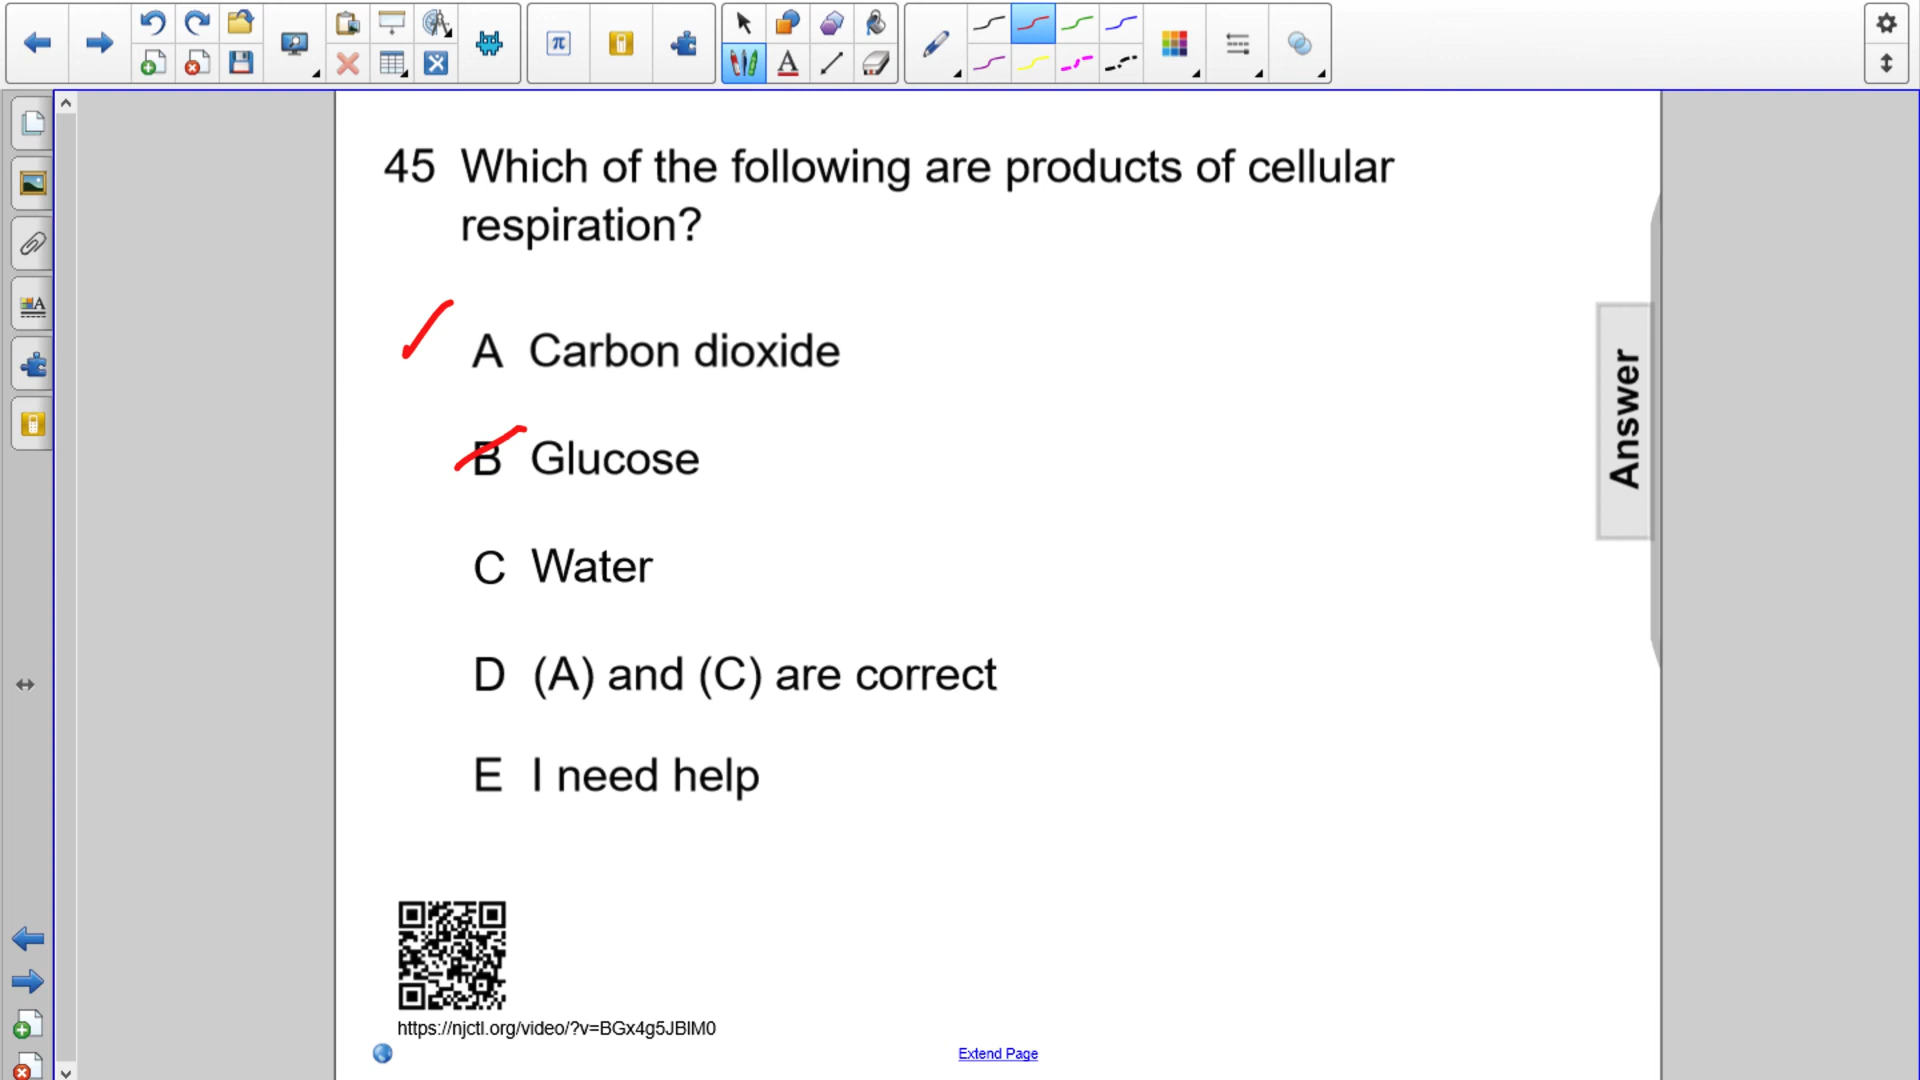 45 Which of the following are products of cellular
respiration?
A Carbon dioxide
B Glucose
C Water
D (A) and (C) are correct
E I need help
Answer
https://njctl.org/video/?v=BGx4g5JBIM0
Extend Page